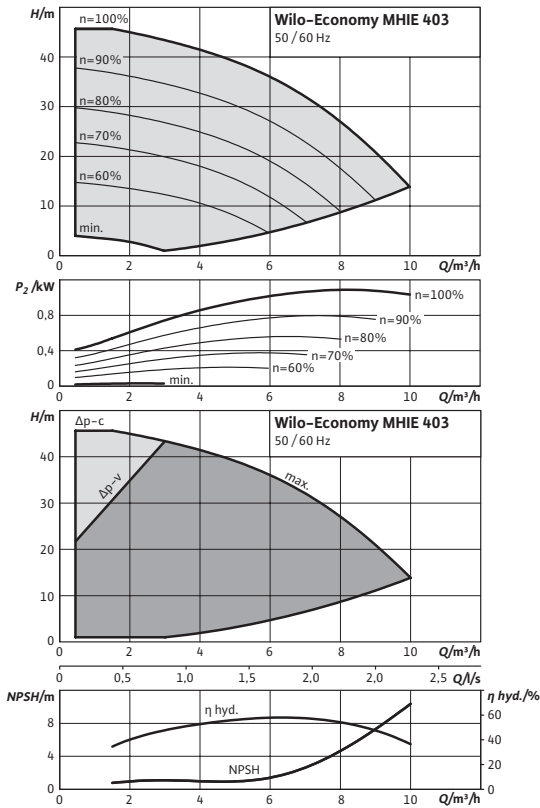 H/m
Wilo-Economy MHIE 403
50 / 60 Hz
n=100%
40
n=90%
30
n=80%
n=70%
20
n=60%
10
min.
0
0 2 4 6 8 10 Q/m³/h
P₂ /kW
n=100%
0,8
n=90%
n=80%
0,4
n=70%
n=60%
min.
0
0 2 4 6 8 10 Q/m³/h
H/m
Wilo-Economy MHIE 403
50 / 60 Hz
Δp-c
40
max.
Δp-v
30
20
10
0
0 2 4 6 8 10 Q/m³/h
0 0,5 1,0 1,5 2,0 2,0 2,5 Q/l/s
NPSH/m
η hyd./%
η hyd.
8
60
40
4
NPSH
20
0
0
0 2 4 6 8 10 Q/m³/h